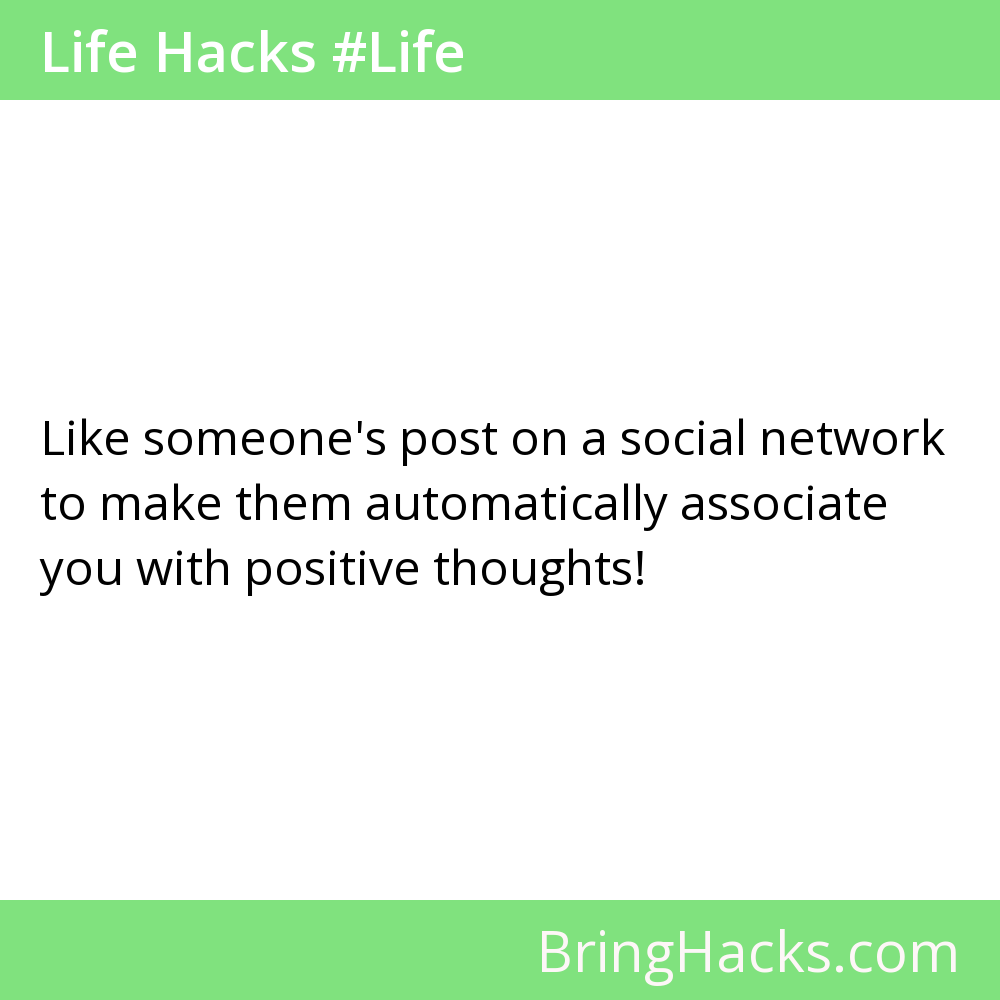 Life Hacks #Life
Like someone's post on a social network
to make them automatically associate
you with positive thoughts!
BringHacks.com